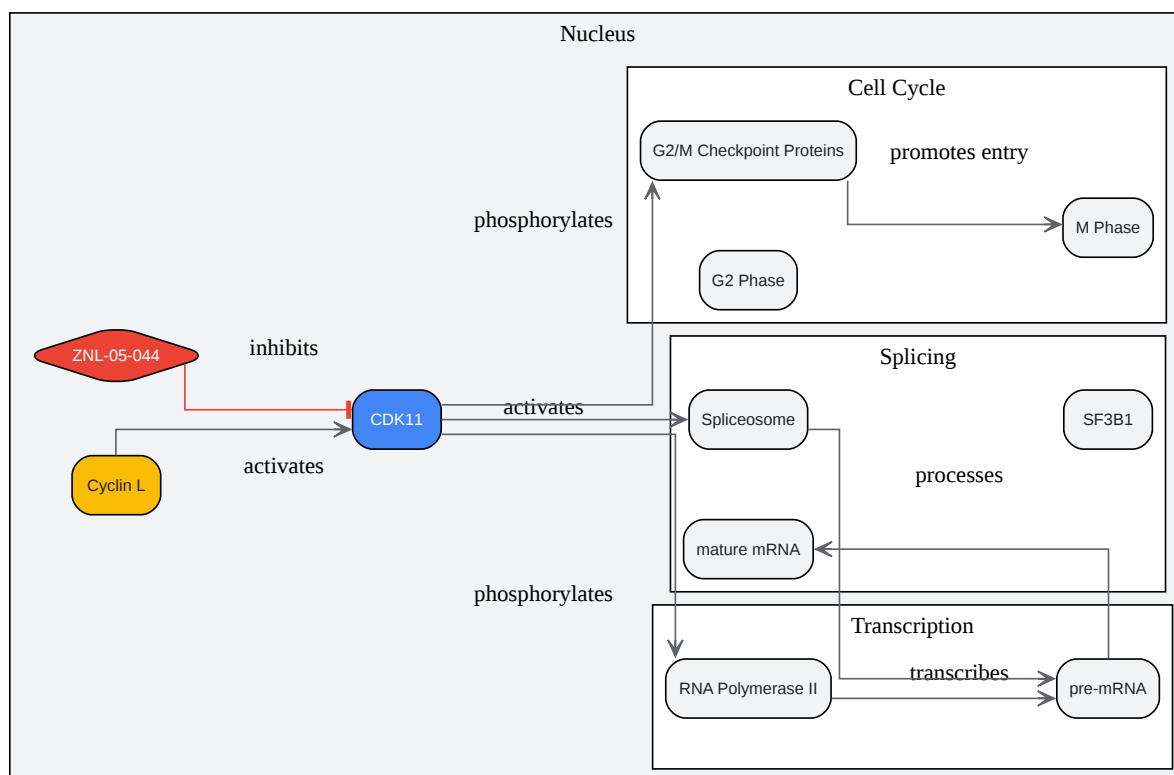 Nucleus
Cell Cycle
G2/M Checkpoint Proteins
promotes entry
phosphorylates
M Phase
G2 Phase
ZNL-05-044
inhibits
Splicing
CDK11
activates
Spliceosome
SF3B1
activates
Cyclin L
processes
mature mRNA
phosphorylates
Transcription
transcribes
RNA Polymerase II
pre-mRNA